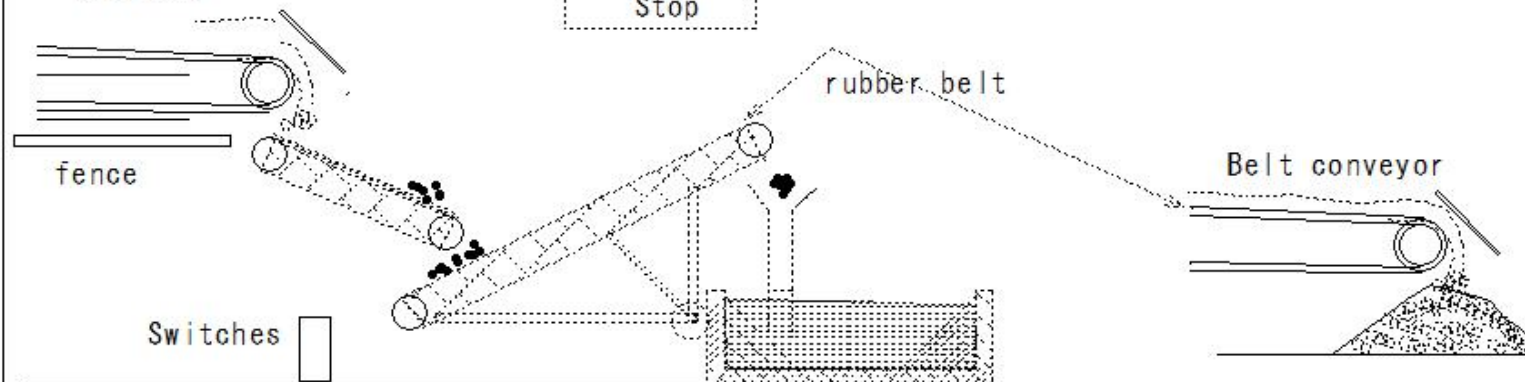 Stop
rubber belt
Belt conveyor
fence
Switches